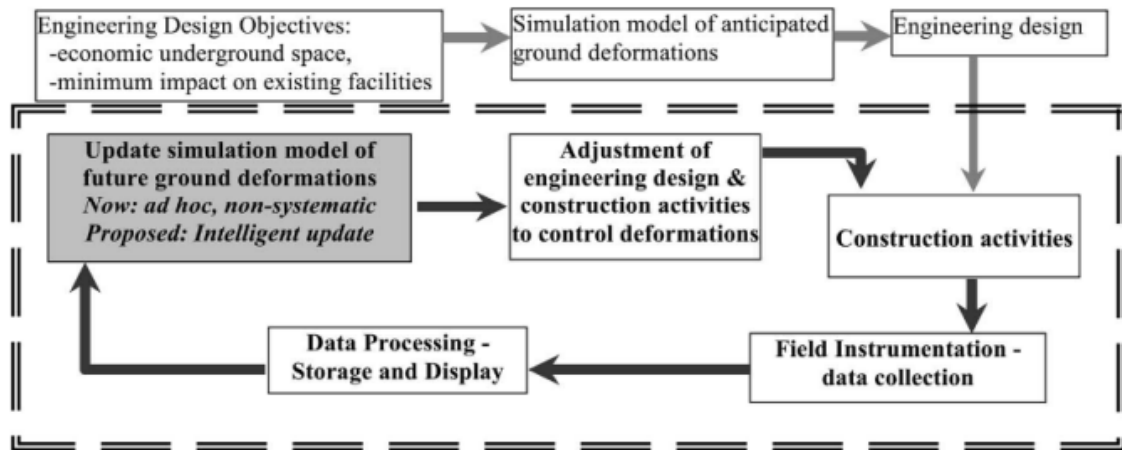 Engineering Design Objectives:
-economic underground space,
-minimum impact on existing facilities
Simulation model of anticipated
ground deformations
Engineering design
Update simulation model of
future ground deformations
Now: ad hoc, non-systematic
Proposed: Intelligent update
Adjustment of
engineering design &
construction activities
to control deformations
Construction activities
Data Processing -
Storage and Display
Field Instrumentation -
data collection